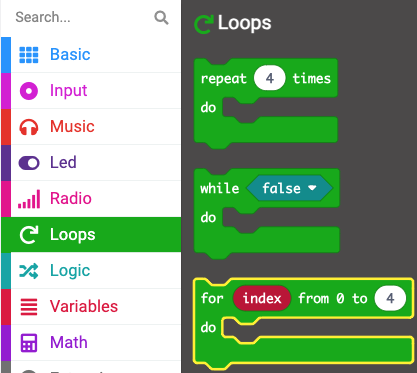 Search...
Basic
Input
Music
Led
Radio
Loops
Logic
Variables
Math
Loops
repeat 4 times
do
while false
do
for index from 0 to 4
do